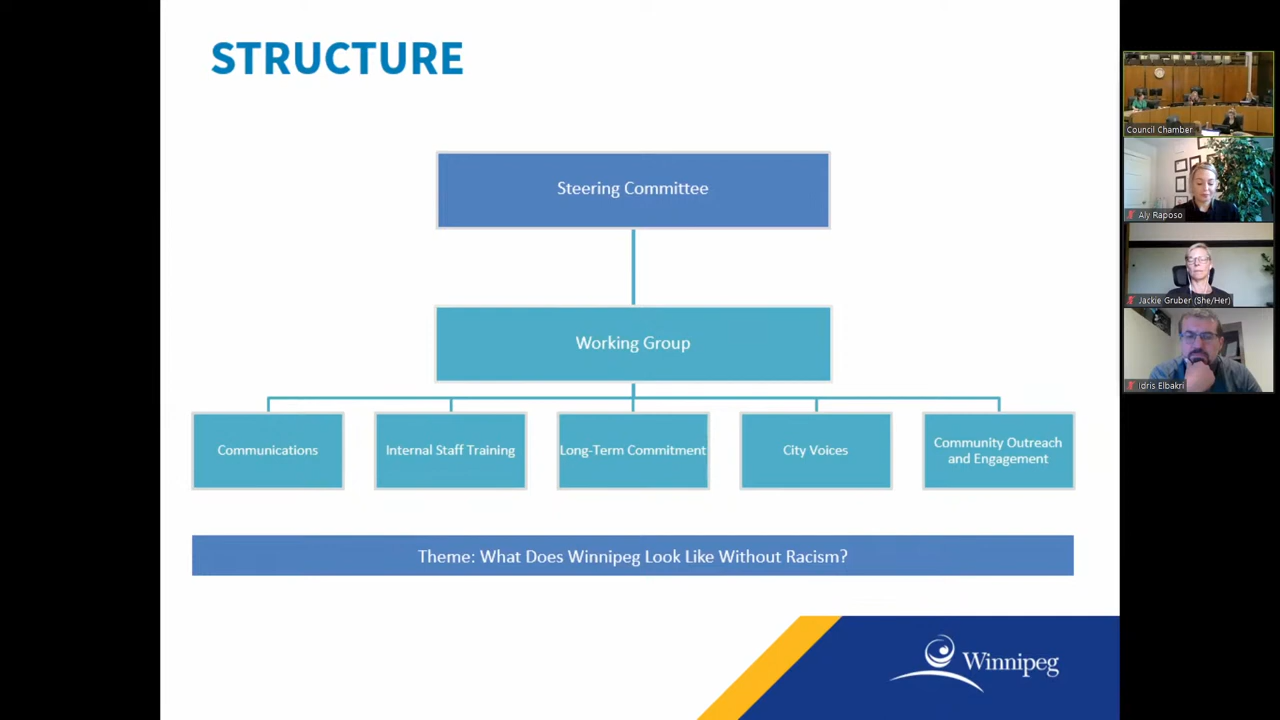 STRUCTURE
Steering Committee
Working Group
Communications
Internal Staff Training
Long-Term Commitment
City Voices
Community Outreach
and Engagement
Theme: What Does Winnipeg Look Like Without Racism?
Winnipeg
Council Chamber
Aly Raposo
Jackie Gruber (She/Her)
Idris Elbakri